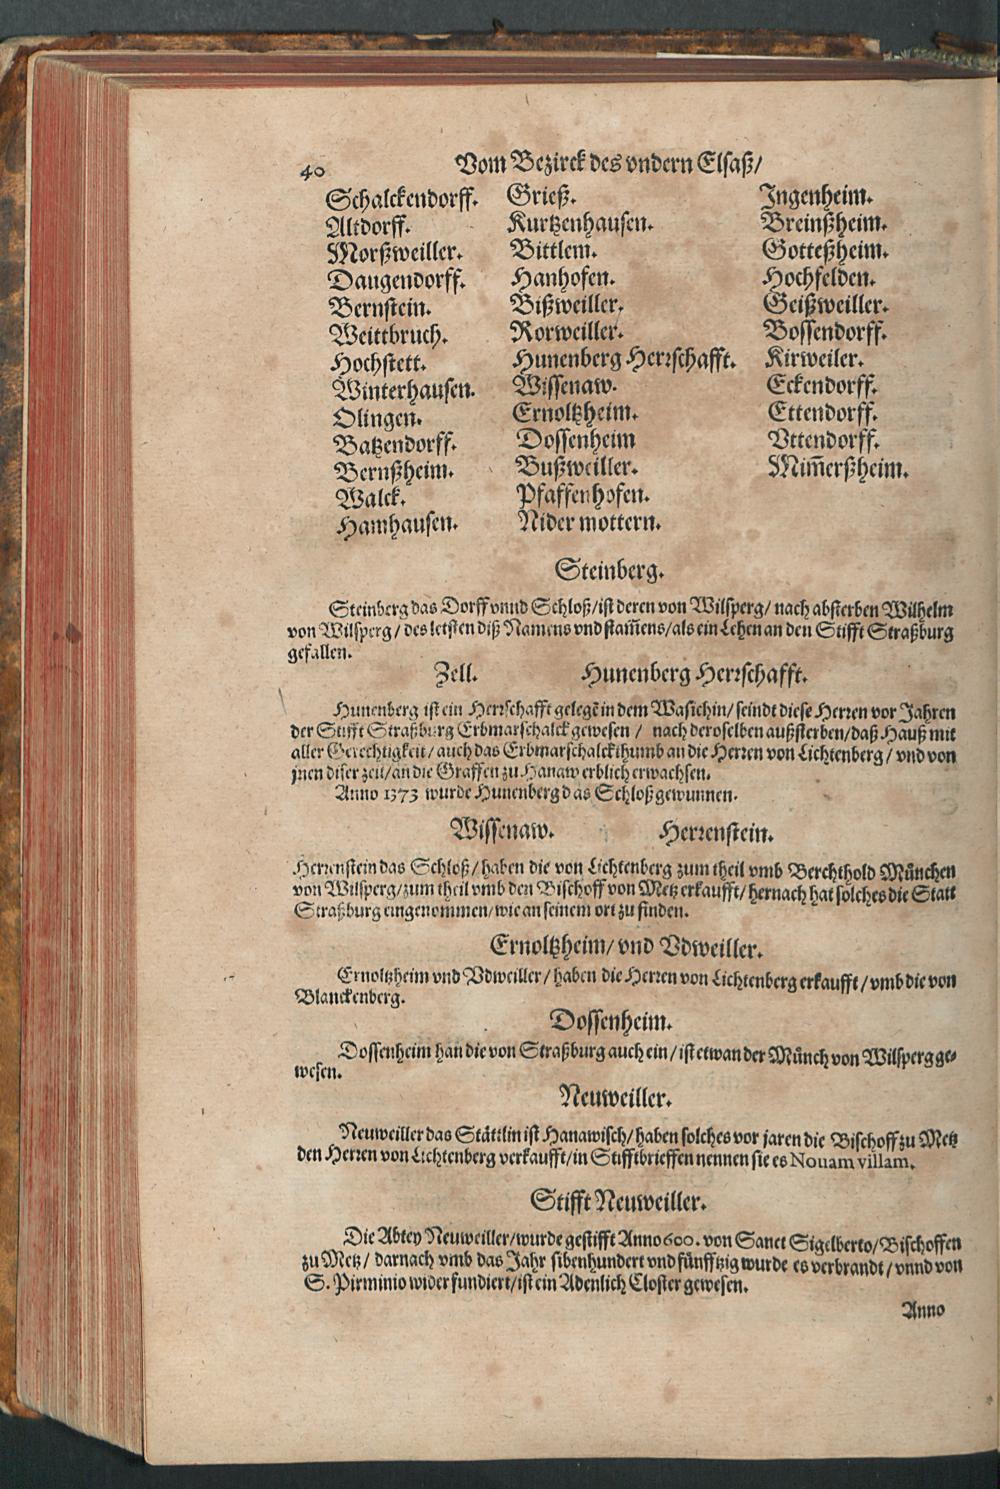 40 Vom Bezirck des vndern Elsaß/
Schalckendorff.
Altdorff.
Morßweiller.
Daugendorff.
Bernstein.
Weittbruch.
Hochstett.
Winterhausen.
Olingen.
Batzendorff.
Bernßheim.
Walck.
Hamhausen.
Grieß.
Kurtzenhausen.
Bittlem.
Hanhofen.
Bißweiller.
Rorweiller.
Hunenberg Herrschafft.
Wissenaw.
Ernoltzheim.
Dossenheim
Bußweiller.
Pfaffenhofen.
Nider mottern.
Ingenheim.
Breinßheim.
Gotteßheim.
Hochfelden.
Geißweiller.
Bossendorff.
Kirweiler.
Eckendorff.
Ettendorff.
Vttendorff.
Mim̃erßheim.
Steinberg.
Steinberg das Dorff vnnd Schloß/ist deren von Wilsperg/ nach absterben Wilhelm
von Wilsperg/ des letsten diß Namens vnd stam̃ens/als ein Lehen an den Stifft Straßburg
gefallen.
Zell. Hunenberg Herrschafft.
Hunenberg ist ein Herrschafft gelegẽ in dem Wasichin/ seindt diese Herren vor Jahren
der Stifft Straßburg Erbmarschalck gewesen / nach deroselben außsterben/daß Hauß mit
aller Gerechtigkeit/ auch das Erbmarschalckthumb an die Herren von Lichtenberg/ vnd von
jnen diser zeit/an die Graffen zu Hanaw erblich erwachsen.
Anno 1373 wurde Hunenberg das Schloß gewunnen.
Wissenaw. Herrenstein.
Herrenstein das Schloß/ haben die von Lichtenberg zum theil vmb Berchthold München
von Wilsperg/zum theil vmb den Bischoff von Metz erkaufft/ hernach hat solches die Statt
Straßburg eingenommen/wie an seinem ort zu finden.
Ernoltzheim/ vnd Vdweiller.
Ernoltzheim vnd Vdweiller/ haben die Herren von Lichtenberg erkaufft/vmb die von
Blanckenberg.
Dossenheim.
Dossenheim han die von Straßburg auch ein/ist etwan der Münch von Wilsperg ge-
wesen.
Neuweiller.
Neuweiller das Stättlin ist Hanawisch/haben solches vor jaren die Bischoff zu Metz
den Herren von Lichtenberg verkaufft/in Stifftbrieffen nennen sie es Nouam villam.
Stifft Neuweiller.
Die Abtey Neuweiller/wurde gestifft Anno 600. von Sanct Sigelberto/Bischoffen
zu Metz/ darnach vmb das Jahr sibenhundert vnd fünfftzig wurde es verbrandt/vnnd von
S. Pirminio wider fundiert/ist ein Adenlich Closter gewesen.
Anno